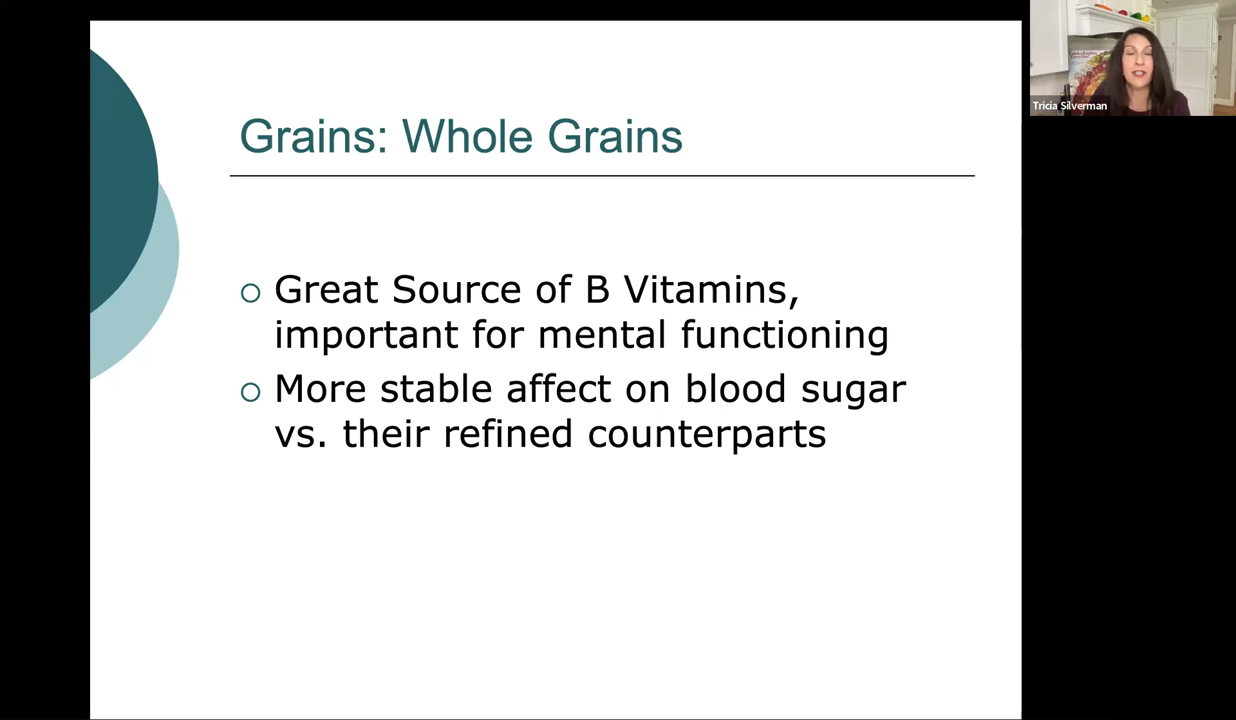 Grains: Whole Grains
Great Source of B Vitamins,
important for mental functioning
More stable affect on blood sugar
vs. their refined counterparts
Tricia Silverman